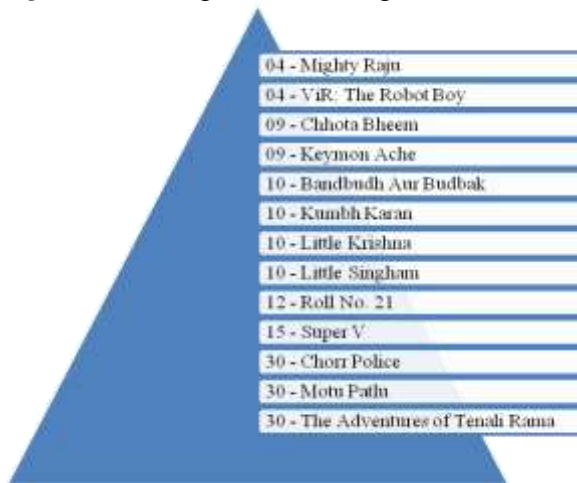 04 - Mighty Raju
04 - ViR: The Robot Boy
09 - Chhota Bheem
09 - Keymon Ache
10 - Bandbudh Aur Budbak
10 - Kumbh Karan
10 - Little Krishna
10 - Little Singham
12 - Roll No. 21
15 - Super V
30 - Chorr Police
30 - Motu Patlu
30 - The Adventures of Tenali Rama